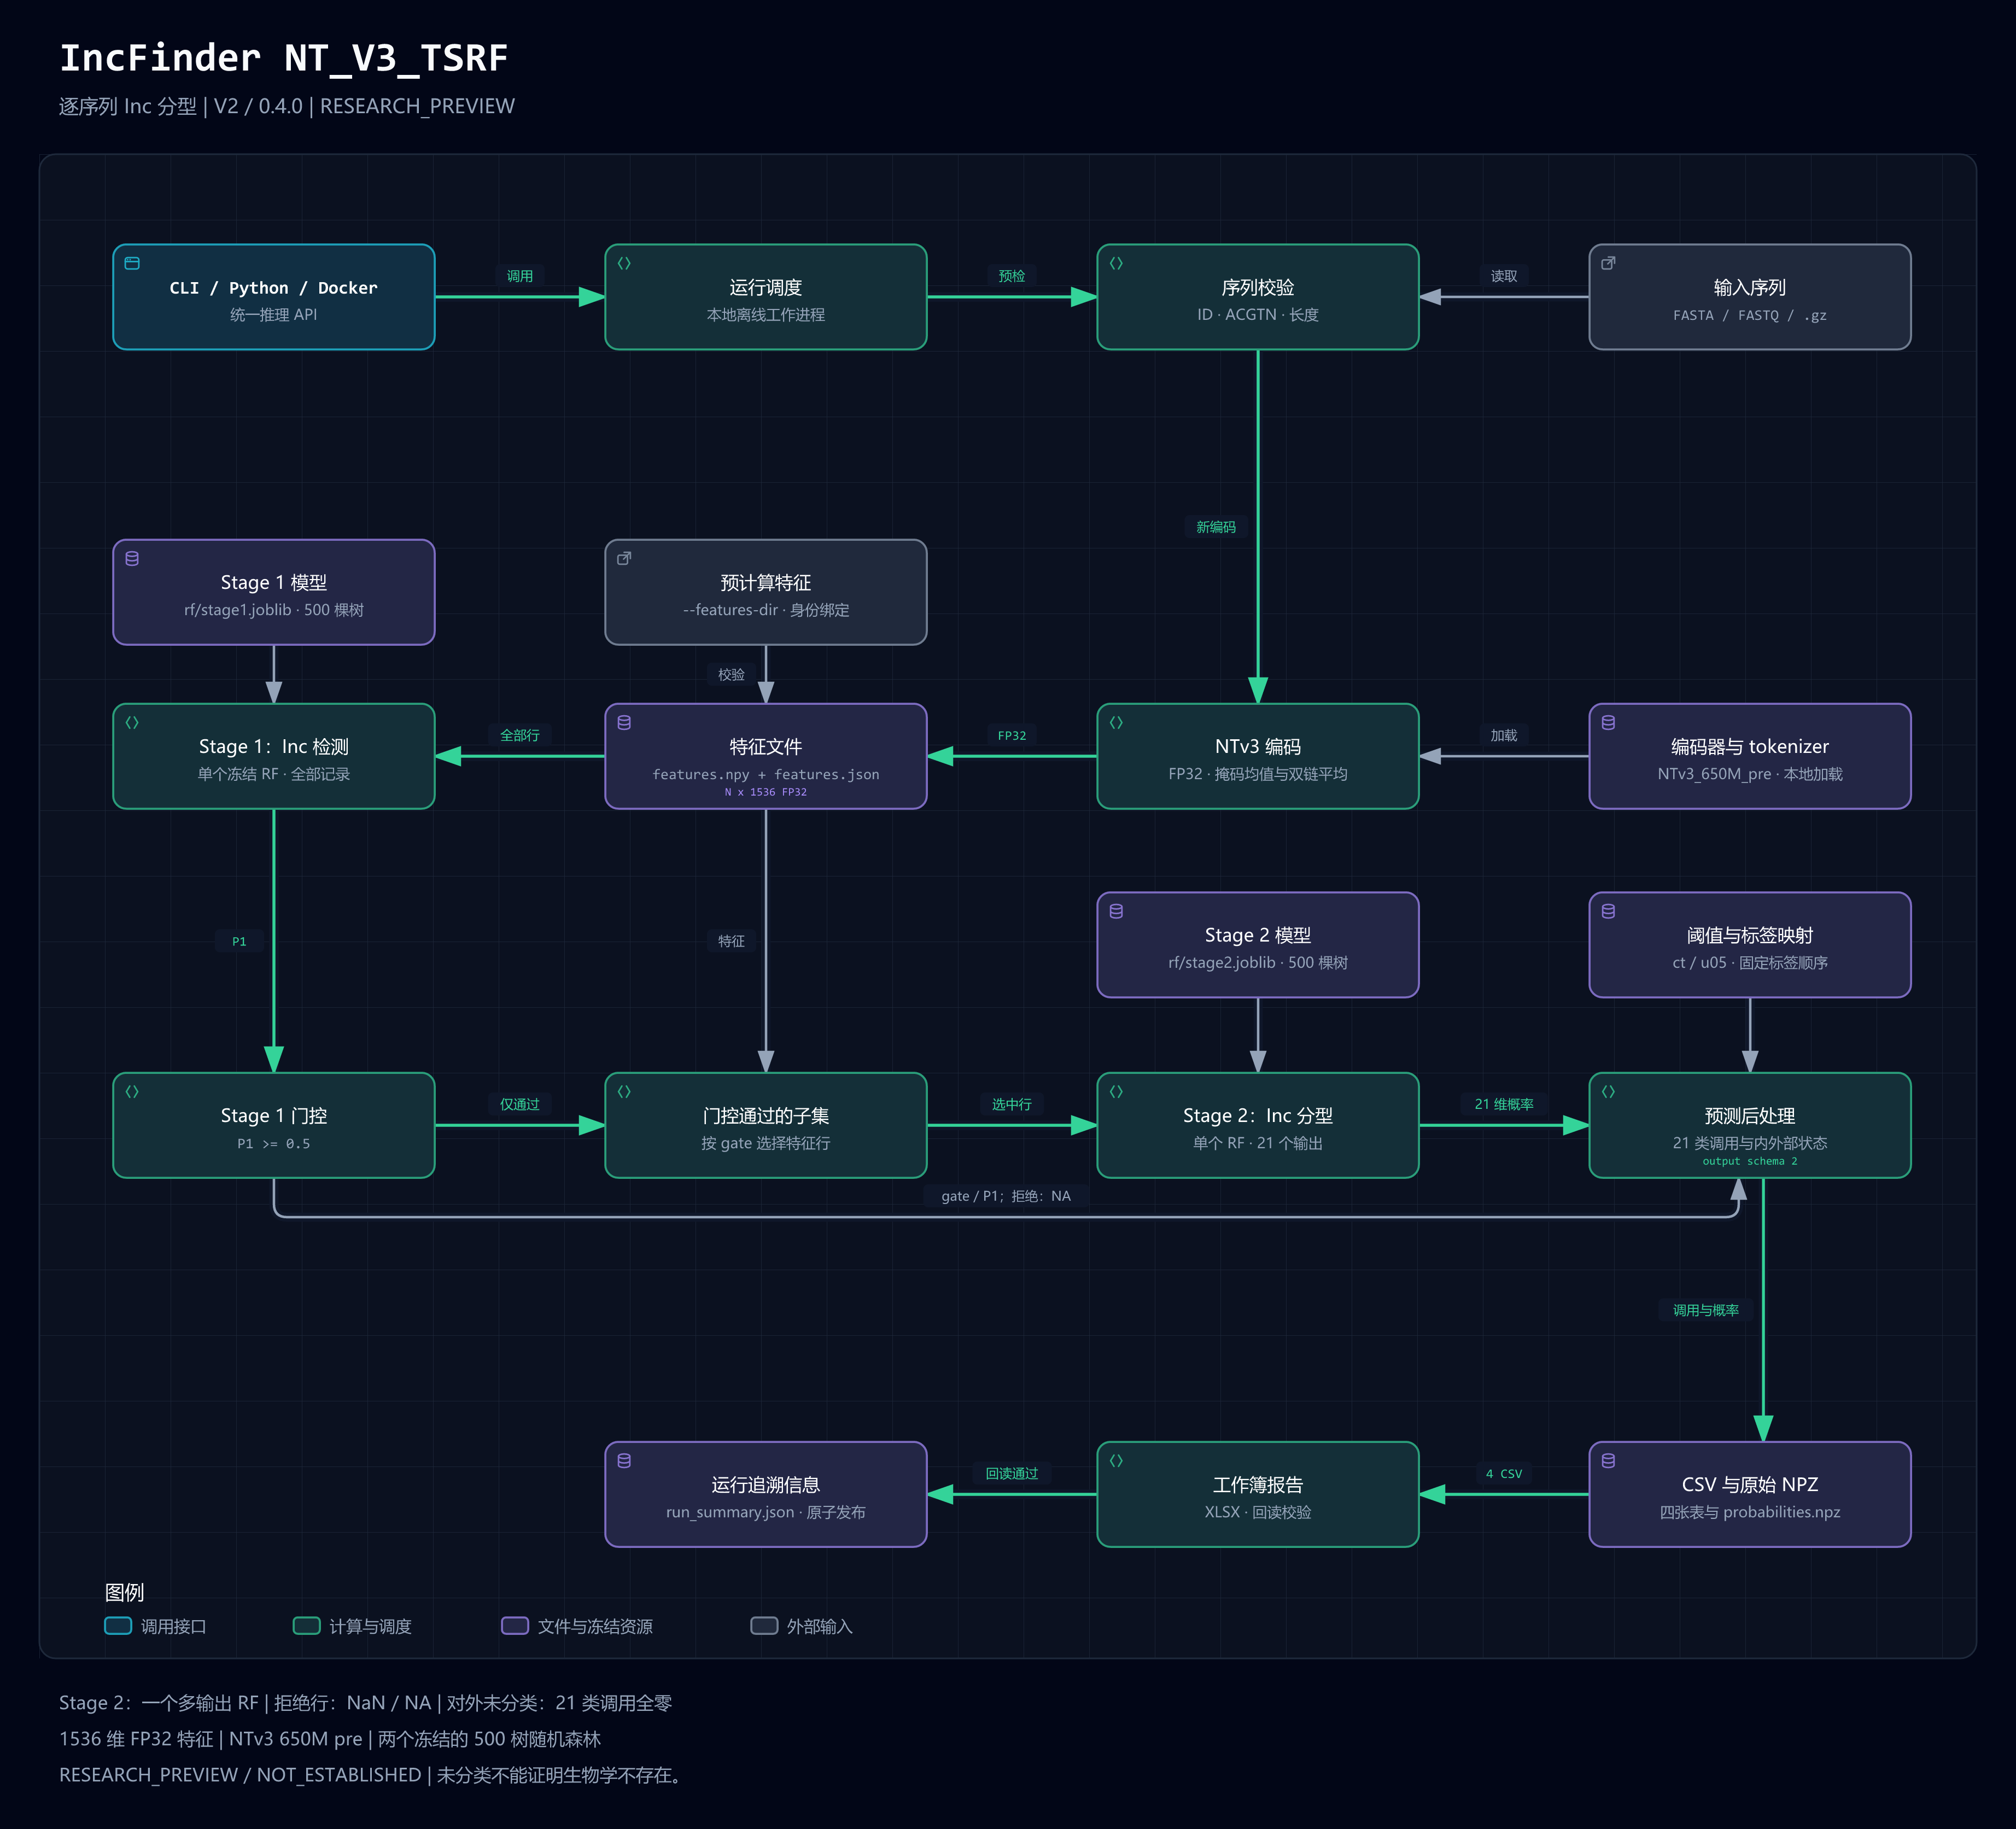 IncFinder NT_V3_TSRF
逐序列 Inc 分型 | V2 / 0.4.0 | RESEARCH_PREVIEW
CLI / Python / Docker
统一推理 API
调用
运行调度
本地离线工作进程
预检
序列校验
ID · ACGTN · 长度
读取
输入序列
FASTA / FASTQ / .gz
新编码
Stage 1 模型
rf/stage1.joblib · 500 棵树
预计算特征
--features-dir · 身份绑定
校验
Stage 1：Inc 检测
单个冻结 RF · 全部记录
全部行
特征文件
features.npy + features.json
N x 1536 FP32
FP32
NTv3 编码
FP32 · 掩码均值与双链平均
加载
编码器与 tokenizer
NTv3_650M_pre · 本地加载
P1
特征
Stage 2 模型
rf/stage2.joblib · 500 棵树
阈值与标签映射
ct / u05 · 固定标签顺序
Stage 1 门控
P1 >= 0.5
仅通过
门控通过的子集
按 gate 选择特征行
选中行
Stage 2：Inc 分型
单个 RF · 21 个输出
21 维概率
预测后处理
21 类调用与内外部状态
output schema 2
gate / P1；拒绝：NA
调用与概率
运行追溯信息
run_summary.json · 原子发布
回读通过
工作簿报告
XLSX · 回读校验
4 CSV
CSV 与原始 NPZ
四张表与 probabilities.npz
图例
调用接口
计算与调度
文件与冻结资源
外部输入
Stage 2：一个多输出 RF | 拒绝行：NaN / NA | 对外未分类：21 类调用全零
1536 维 FP32 特征 | NTv3 650M pre | 两个冻结的 500 树随机森林
RESEARCH_PREVIEW / NOT_ESTABLISHED | 未分类不能证明生物学不存在。